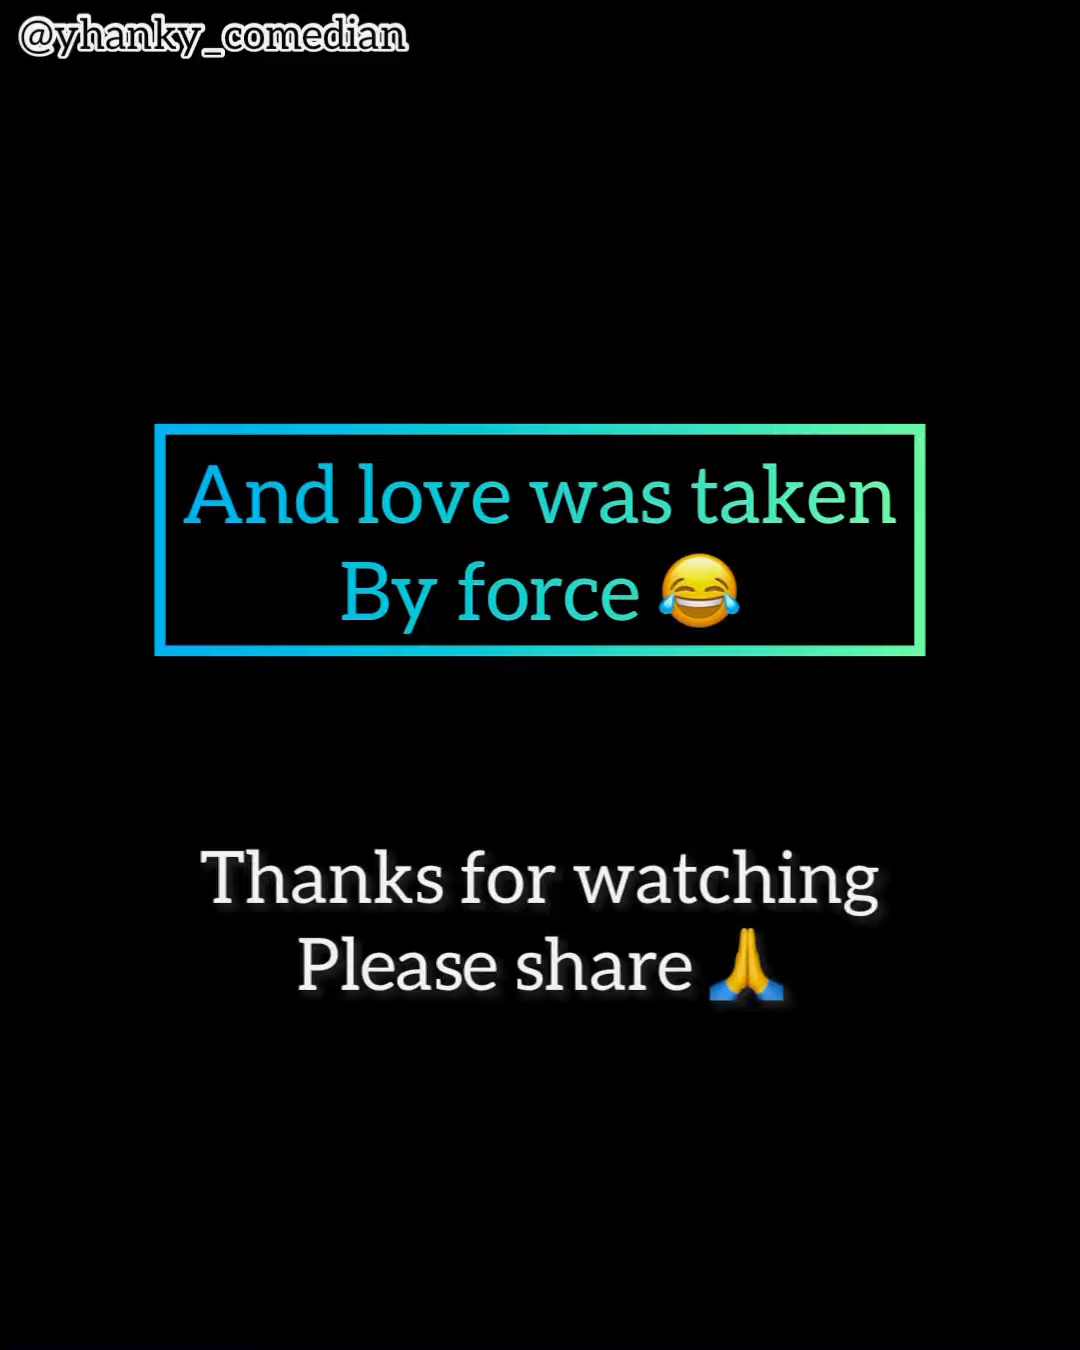 @yhanky_comedian
And love was taken
By force 😂
Thanks for watching
Please share 🙏